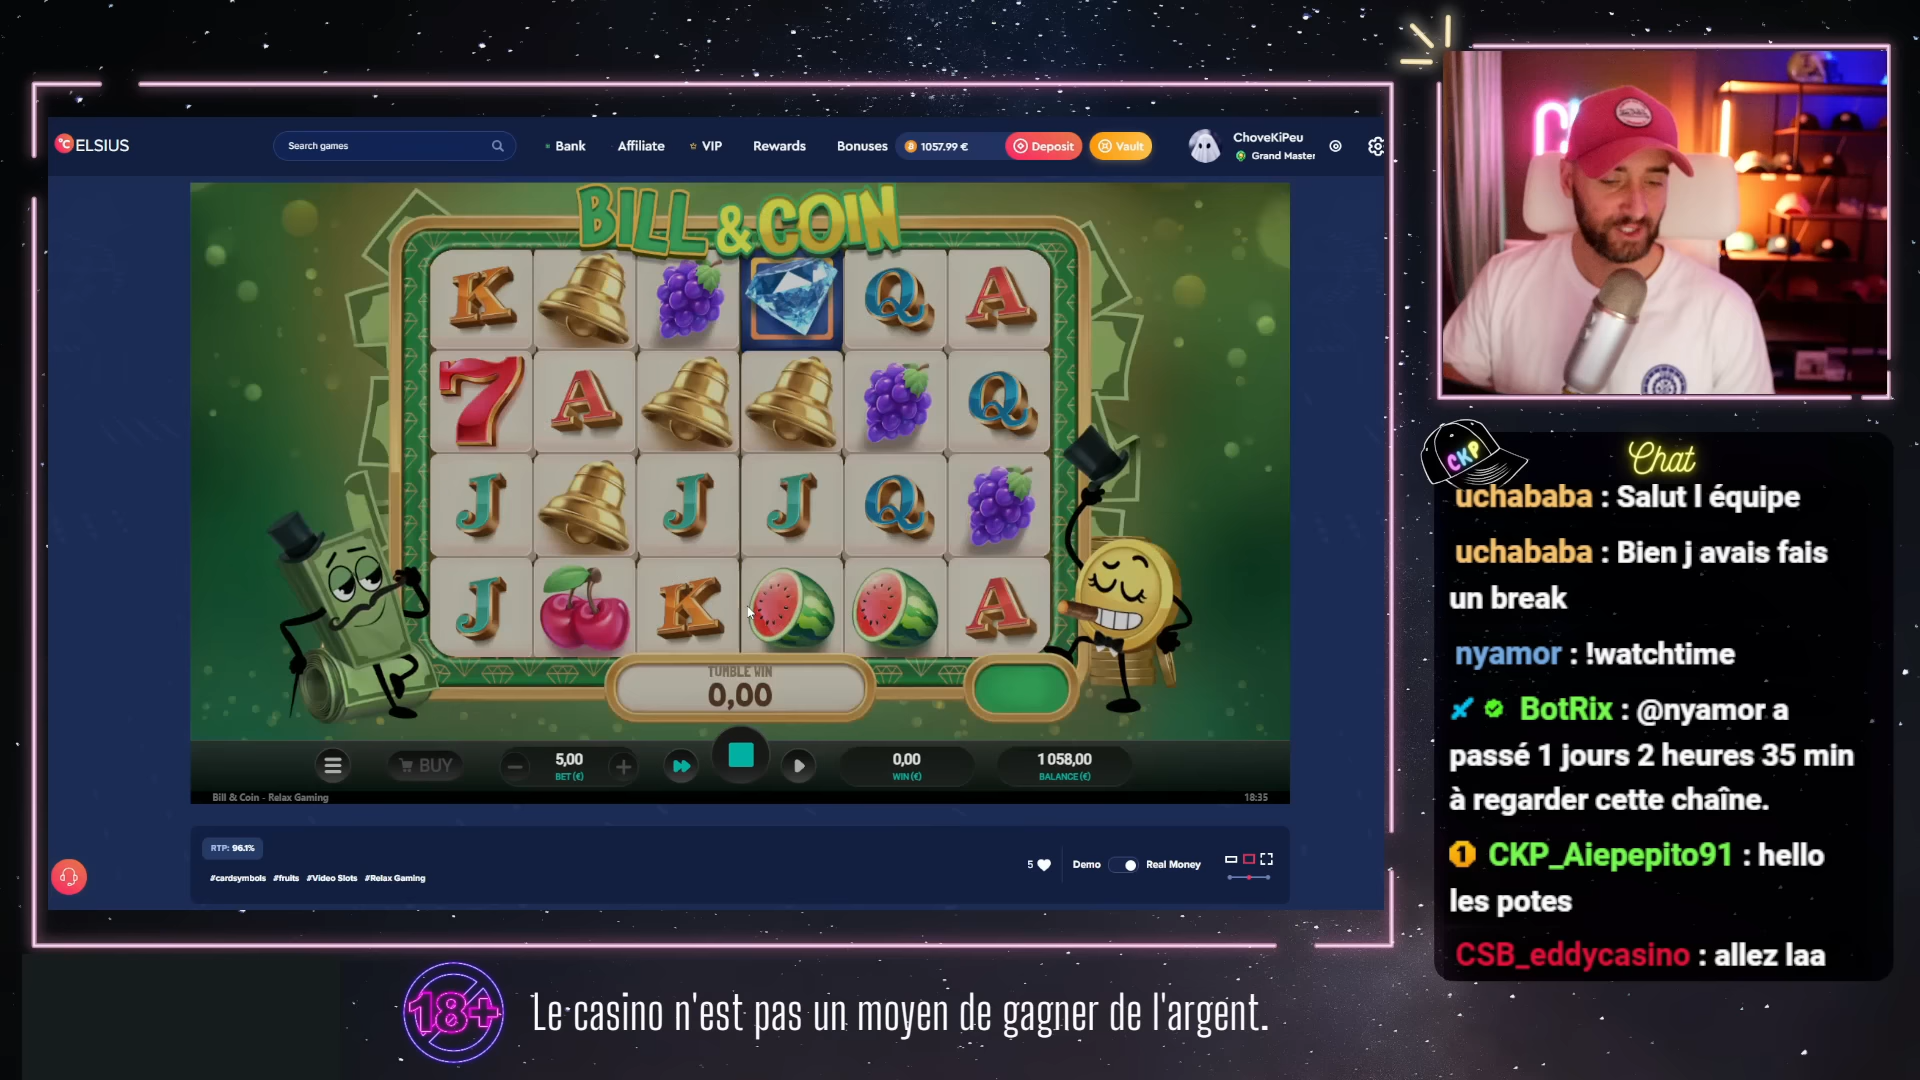 ℃ELSIUS
Search games
Bank
Affiliate
VIP
Rewards
Bonuses
1057.99 €
Deposit
Vault
ChoveKiPeu
Grand Master
BILL & COIN
K
Q A
7 A Q
J J J Q
J K A
TUMBLE WIN
0,00
BUY
5,00
BET (€)
0,00
WIN (€)
1 058,00
BALANCE (€)
Bill & Coin - Relax Gaming
18:35
RTP: 96.1%
#cardsymbols #fruits #Video Slots #Relax Gaming
5
Demo
Real Money
CKP
Chat
uchababa : Salut l équipe
uchababa : Bien j avais fais
un break
nyamor : !watchtime
BotRix : @nyamor a
passé 1 jours 2 heures 35 min
à regarder cette chaîne.
1 CKP_Aiepepito91 : hello
les potes
CSB_eddycasino : allez laa
18+
Le casino n'est pas un moyen de gagner de l'argent.